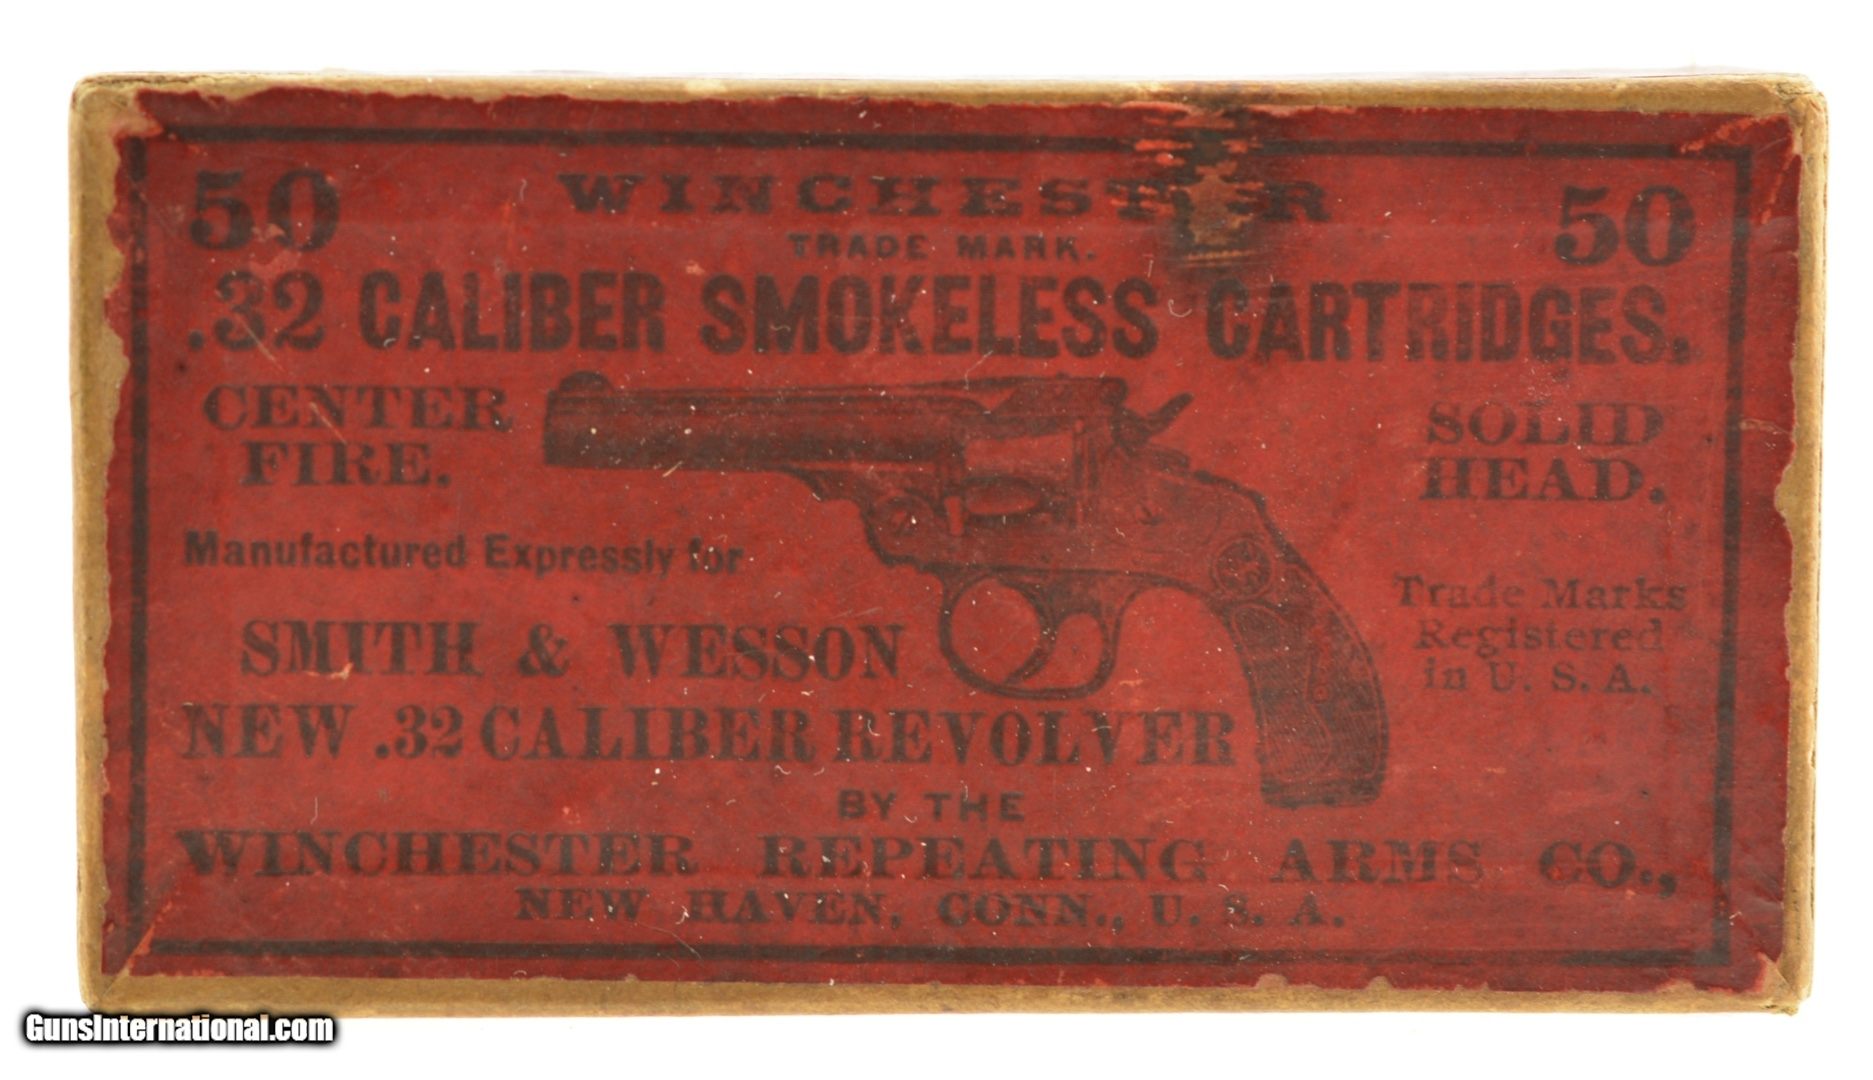 50 WINCHESTER 50
TRADE MARK.
.32 CALIBER SMOKELESS CARTRIDGES.
CENTER
FIRE.
SOLID
HEAD.
Manufactured Expressly for
SMITH & WESSON
NEW .32 CALIBER REVOLVER
Trade Marks
Registered
in U. S. A.
BY THE
WINCHESTER REPEATING ARMS CO.,
NEW HAVEN, CONN., U. S. A.
GunsInternational.com